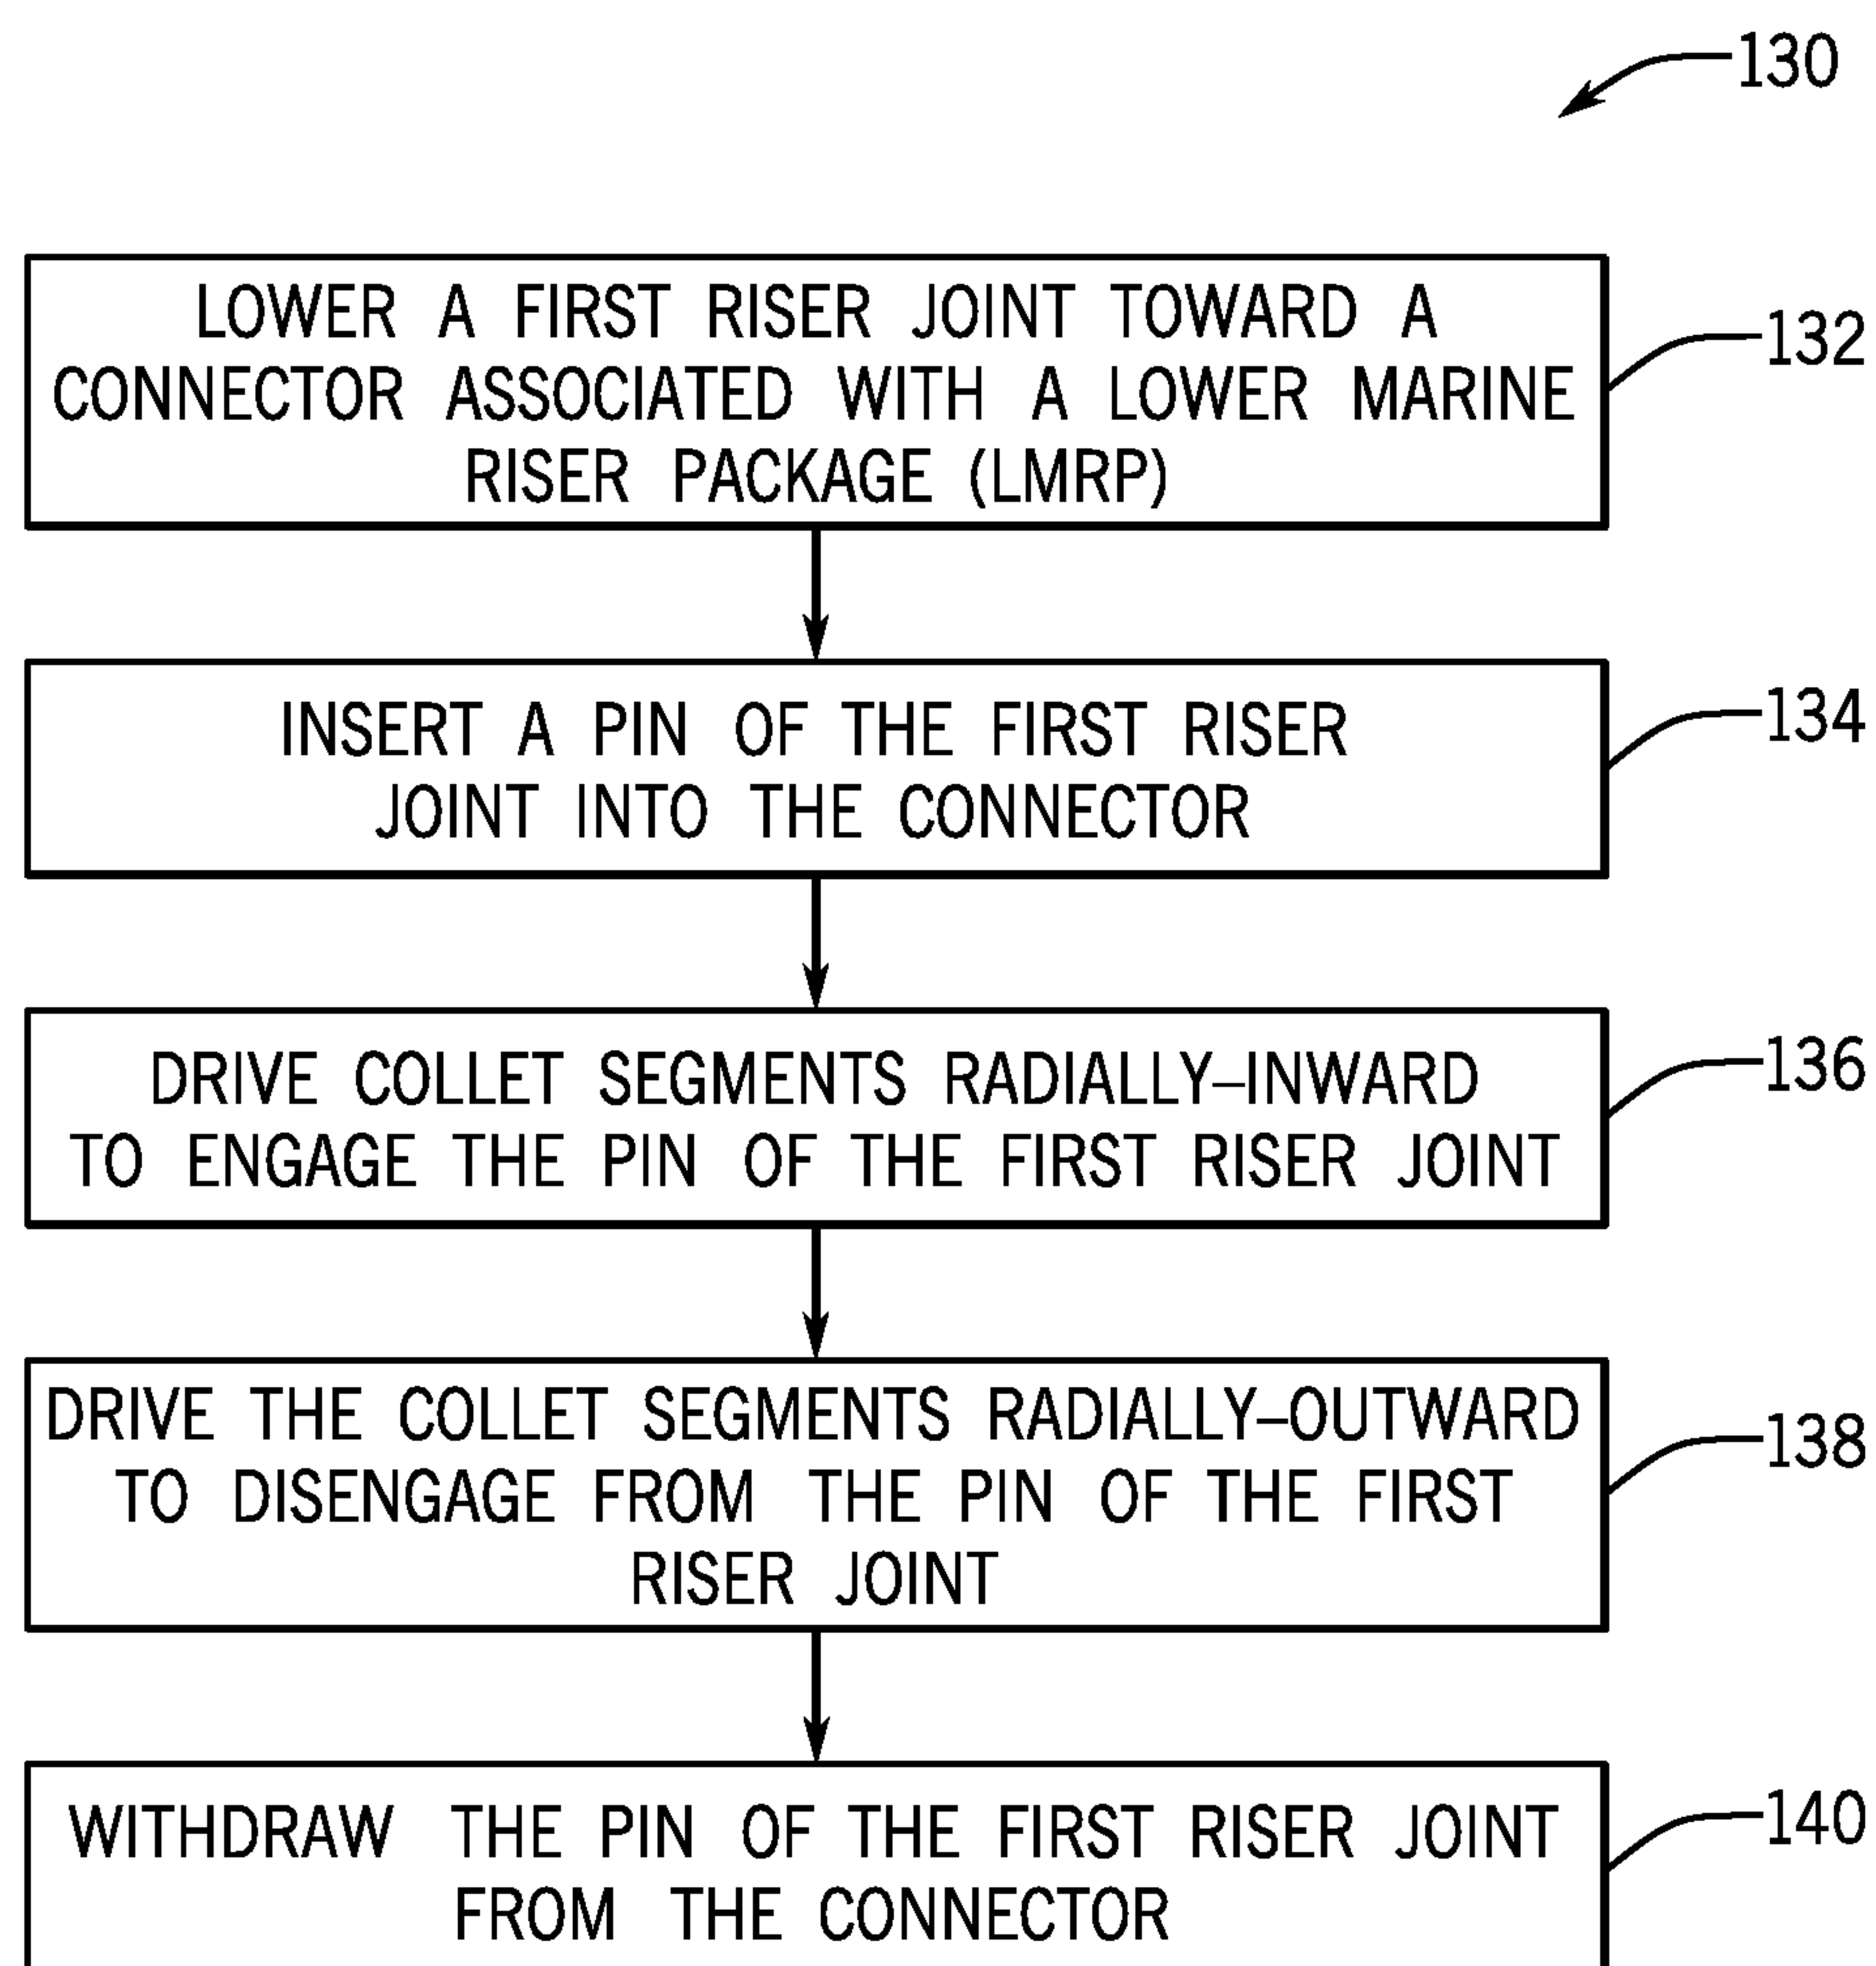 130
LOWER A FIRST RISER JOINT TOWARD A
CONNECTOR ASSOCIATED WITH A LOWER MARINE
RISER PACKAGE (LMRP)
132
INSERT A PIN OF THE FIRST RISER
JOINT INTO THE CONNECTOR
134
DRIVE COLLET SEGMENTS RADIALLY–INWARD
TO ENGAGE THE PIN OF THE FIRST RISER JOINT
136
DRIVE THE COLLET SEGMENTS RADIALLY–OUTWARD
TO DISENGAGE FROM THE PIN OF THE FIRST
RISER JOINT
138
WITHDRAW THE PIN OF THE FIRST RISER JOINT
FROM THE CONNECTOR
140